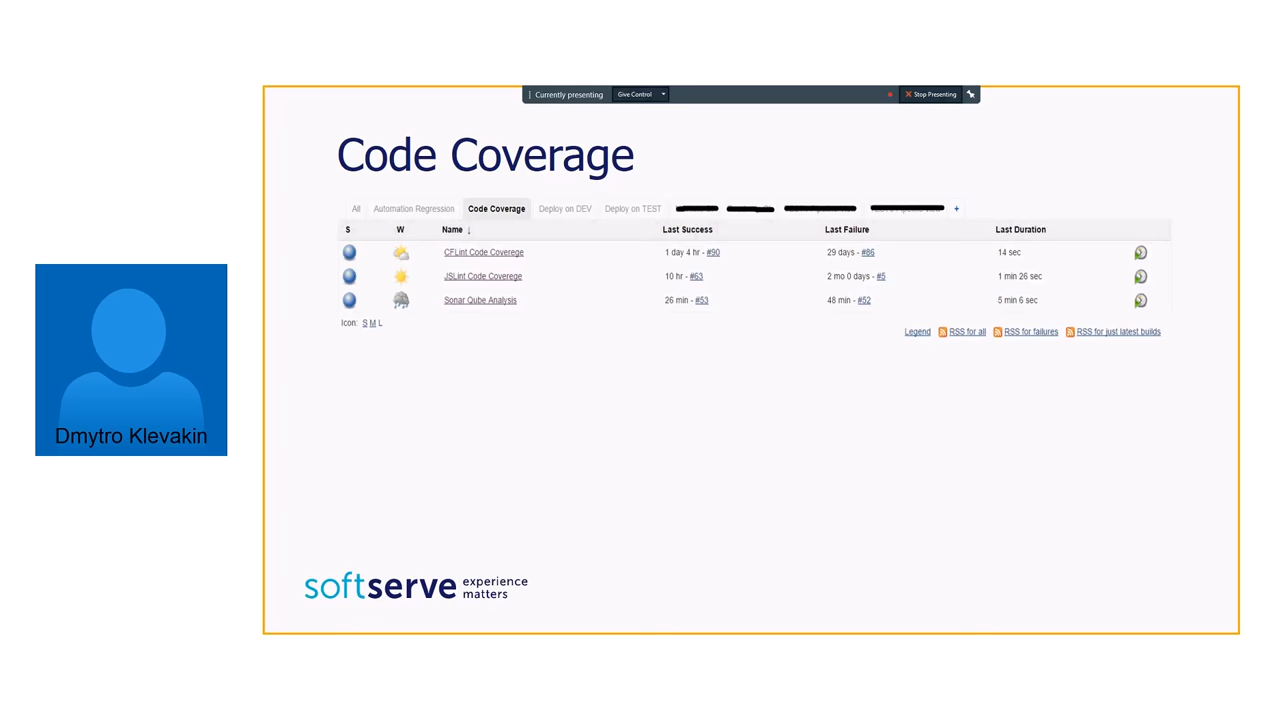 Currently presenting Give Control Stop Presenting
Code Coverage
All Automation Regression Code Coverage Deploy on DEV Deploy on TEST +
S W Name ↓ Last Success Last Failure Last Duration
CFLint Code Coverege 1 day 4 hr - #90 29 days - #86 14 sec
JSLint Code Coverege 10 hr - #63 2 mo 0 days - #5 1 min 26 sec
Sonar Qube Analysis 26 min - #53 48 min - #52 5 min 6 sec
Icon: S M L
Legend RSS for all RSS for failures RSS for just latest builds
Dmytro Klevakin
softserve experience
matters